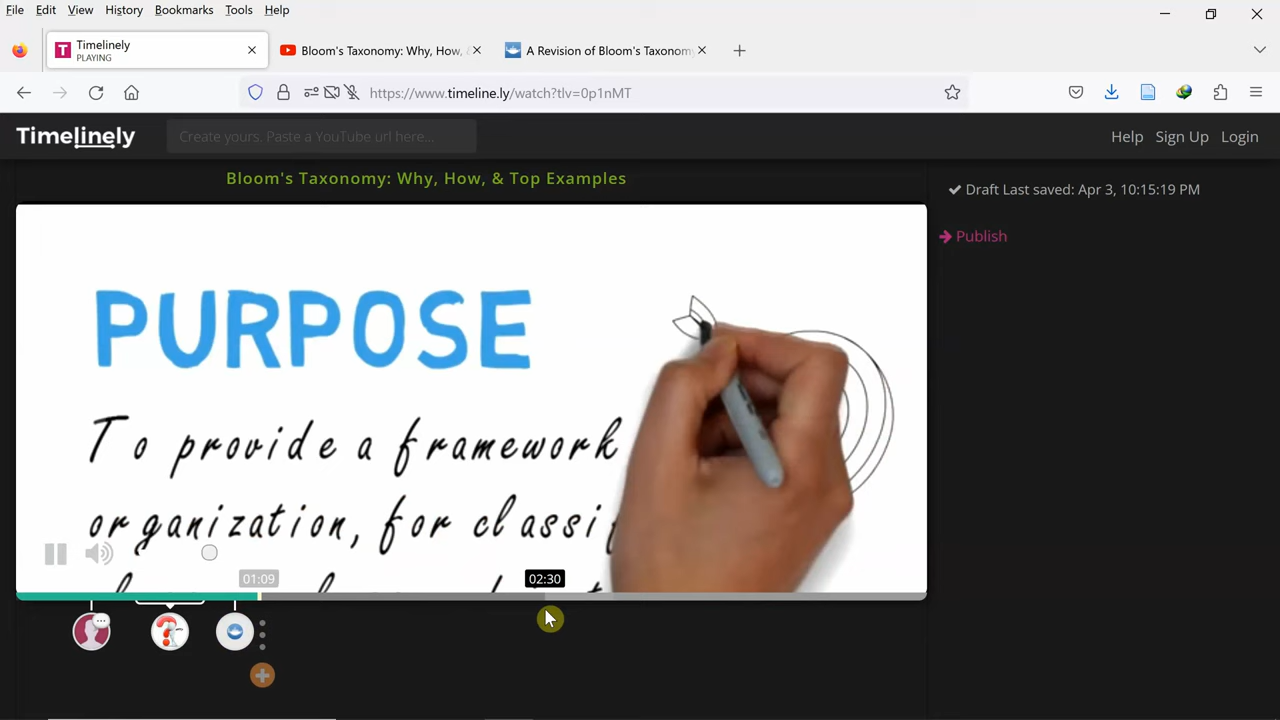 File Edit View History Bookmarks Tools Help
Timelinely
PLAYING
Bloom's Taxonomy: Why, How,
A Revision of Bloom's Taxonomy
https://www.timeline.ly/watch?tlv=0p1nMT
Timelinely
Create yours. Paste a YouTube url here...
Help Sign Up Login
Bloom's Taxonomy: Why, How, & Top Examples
Draft Last saved: Apr 3, 10:15:19 PM
Publish
PURPOSE
To provide a framework
organization, for classif
01:09
02:30